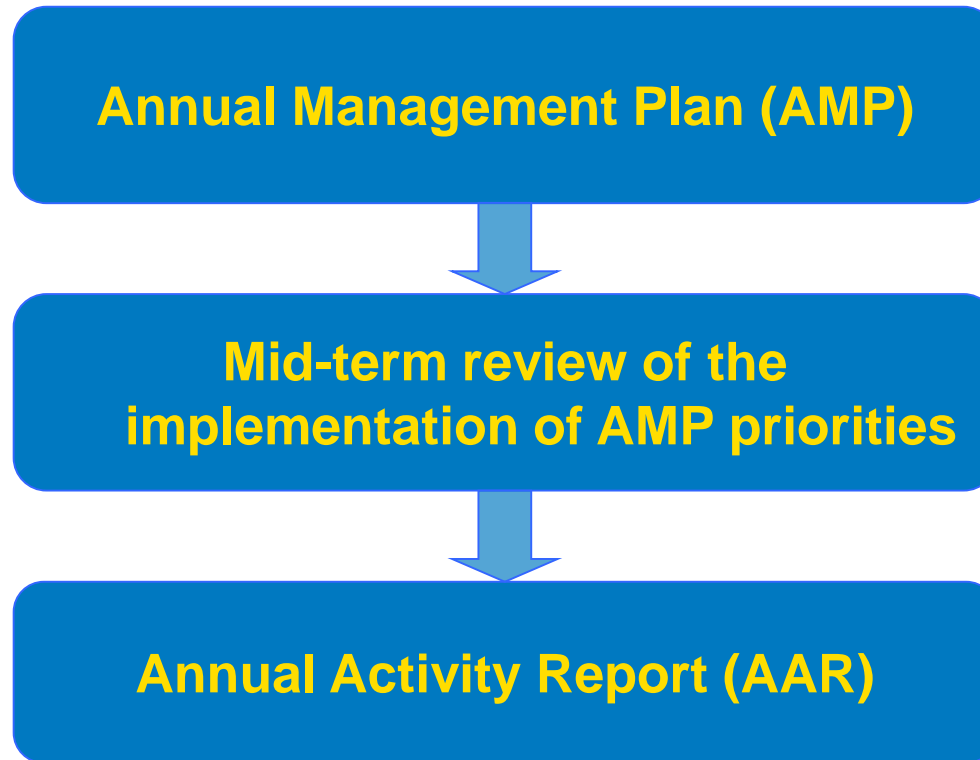 Annual Management Plan (AMP)
Mid-term review of the
implementation of AMP priorities
Annual Activity Report (AAR)